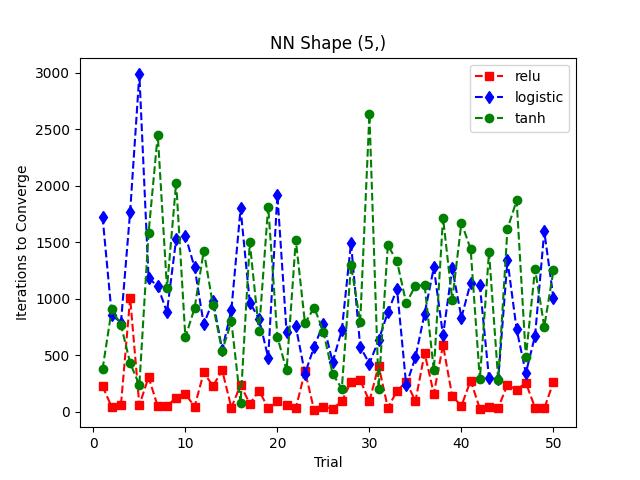 NN Shape (5,)
relu
logistic
tanh
Iterations to Converge
3000
2500
2000
1500
1000
500
0
0 10 20 30 40 50
Trial